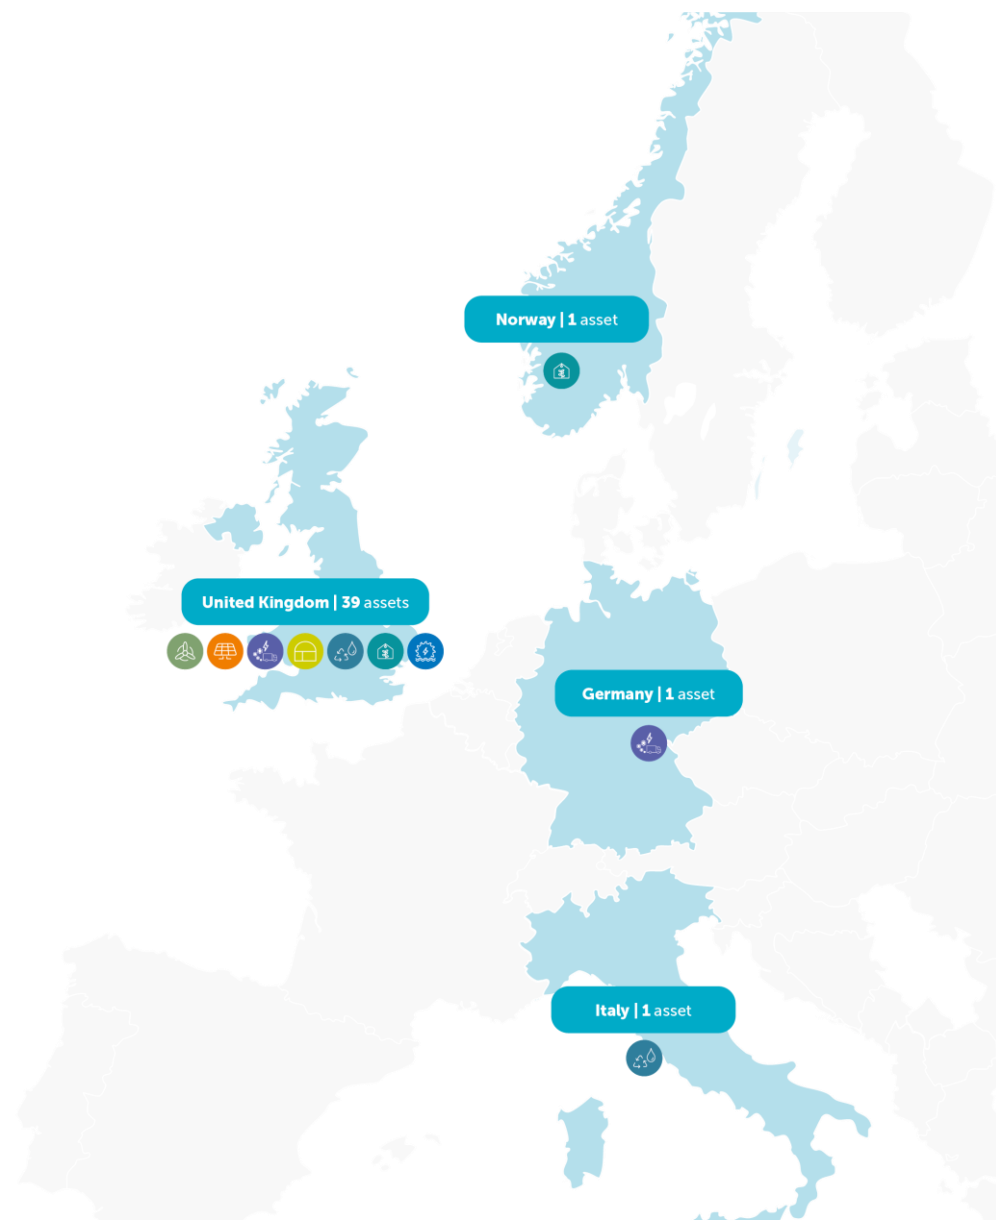 Norway | 1 asset
United Kingdom | 39 assets
Germany | 1 asset
Italy | 1 asset